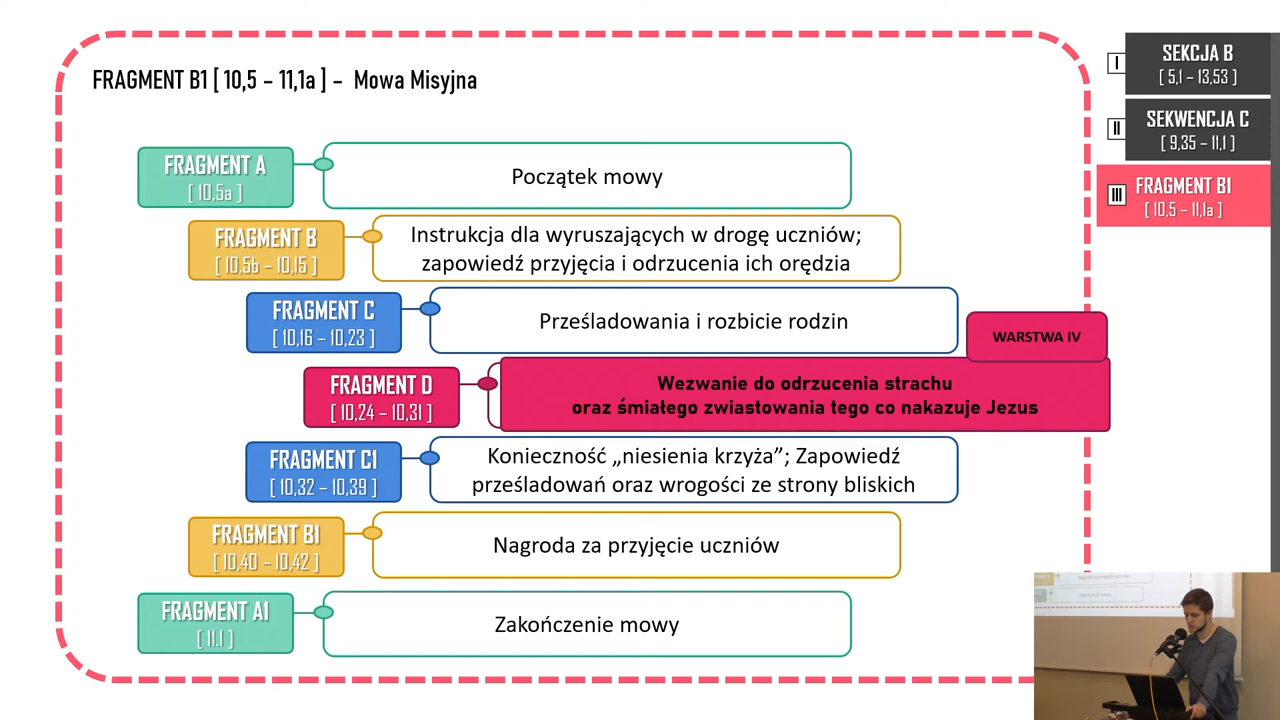 FRAGMENT B1 [ 10,5 – 11,1a ] – Mowa Misyjna
I
SEKCJA B
[ 5,1 – 13,53 ]
II
SEKWENCJA C
[ 9,35 – 11,1 ]
III
FRAGMENT B1
[ 10,5 – 11,1a ]
FRAGMENT A
[ 10,5a ]
Początek mowy
FRAGMENT B
[ 10,5b – 10,15 ]
Instrukcja dla wyruszających w drogę uczniów;
zapowiedź przyjęcia i odrzucenia ich orędzia
FRAGMENT C
[ 10,16 – 10,23 ]
Prześladowania i rozbicie rodzin
WARSTWA IV
FRAGMENT D
[ 10,24 – 10,31 ]
Wezwanie do odrzucenia strachu
oraz śmiałego zwiastowania tego co nakazuje Jezus
FRAGMENT C1
[ 10,32 – 10,39 ]
Konieczność „niesienia krzyża”; Zapowiedź
prześladowań oraz wrogości ze strony bliskich
FRAGMENT B1
[ 10,40 – 10,42 ]
Nagroda za przyjęcie uczniów
FRAGMENT A1
[ 11.1 ]
Zakończenie mowy